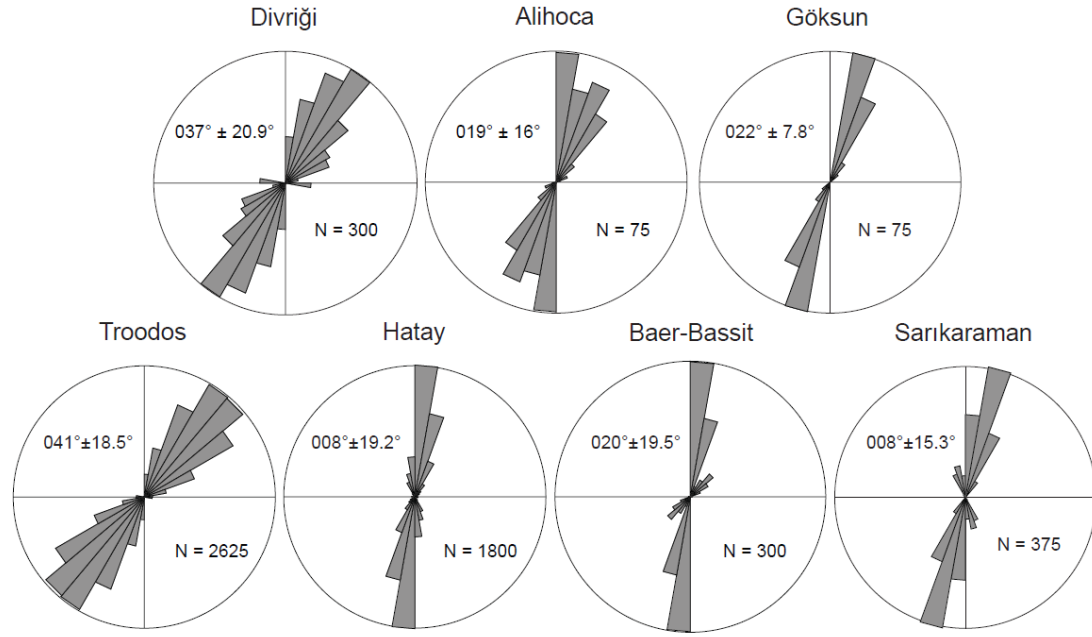 Divriği
Alihoca
Göksun
037° ± 20.9°
019° ± 16°
022° ± 7.8°
N = 300
N = 75
N = 75
Troodos
Hatay
Baer-Bassit
Sarıkaraman
041°±18.5°
008°±19.2°
020°±19.5°
008°±15.3°
N = 2625
N = 1800
N = 300
N = 375